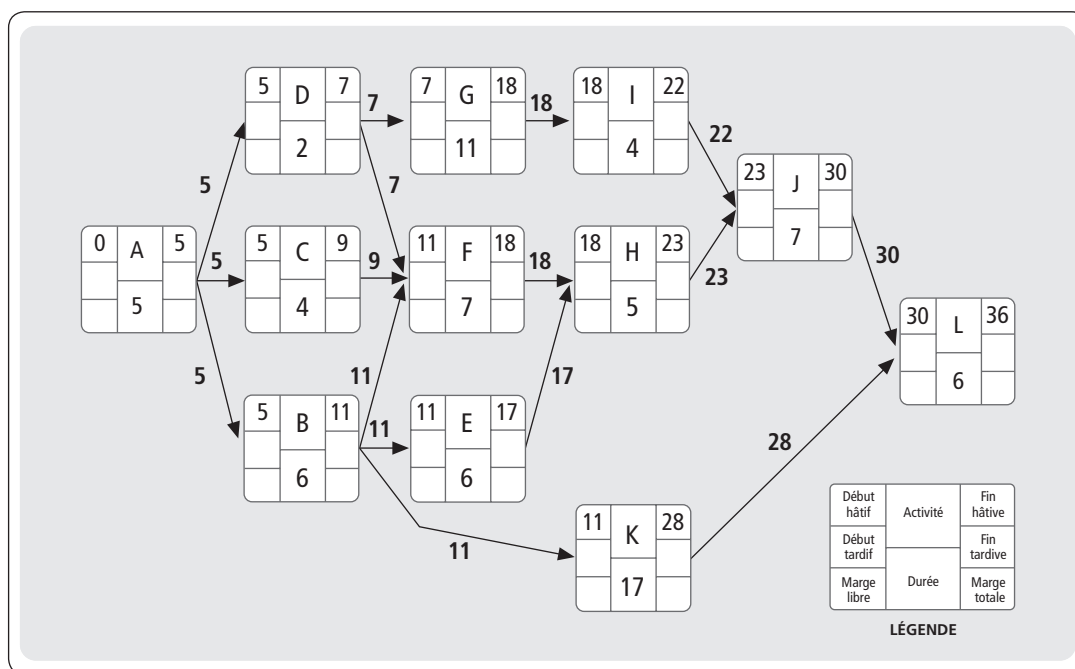 5 D 7
2
7
7 G 18
11
18
18 I 22
4
22
5
7
23 J 30
7
0 A 5
5
5
5 C 9
4
9
11 F 18
7
18
18 H 23
5
23
30
5
11
17
30 L 36
6
5 B 11
6
11
11 E 17
6
28
11
11 K 28
17
Début
hâtif
Activité
Fin
hâtive
Début
tardif
Fin
tardive
Marge
libre
Durée
Marge
totale
LÉGENDE